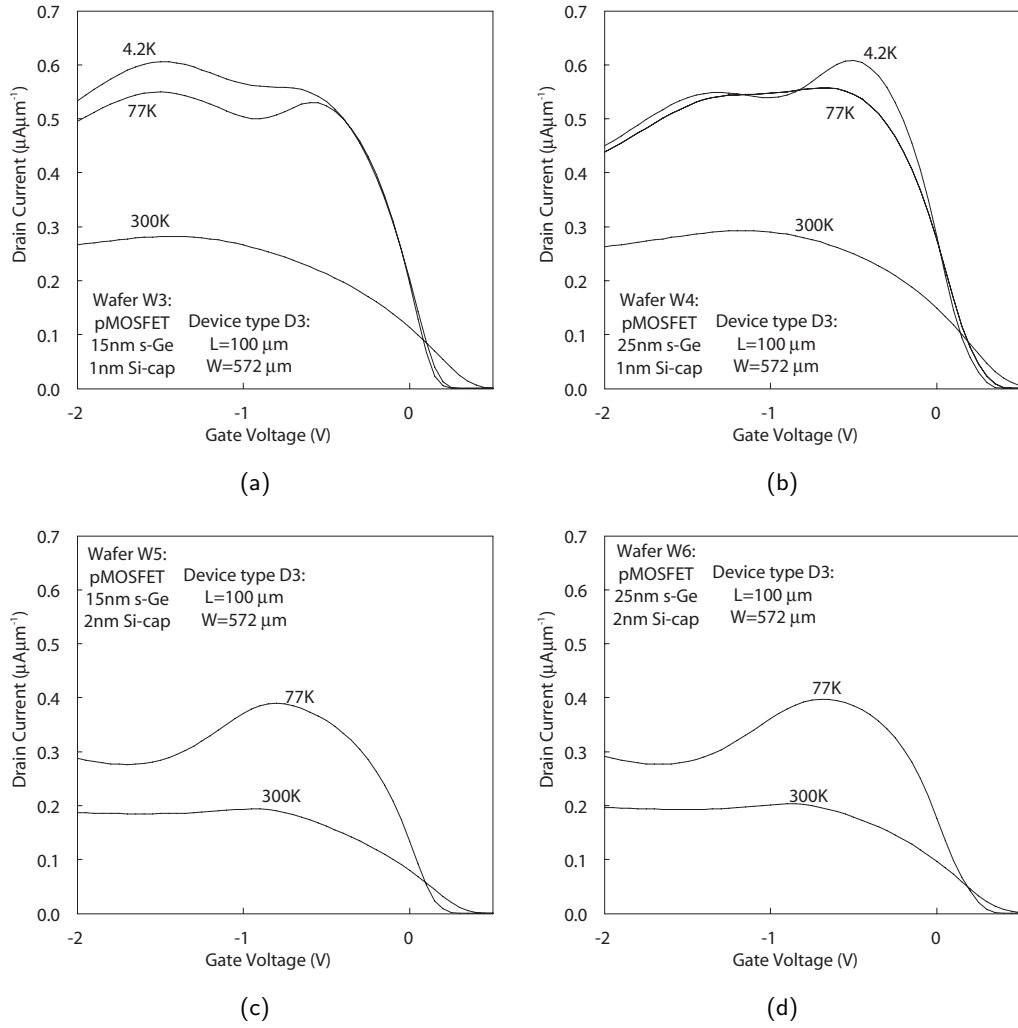 0.7
0.6
0.5
0.4
0.3
0.2
0.1
0.0
Drain Current (μAμm⁻¹)
4.2K
77K
300K
Wafer W3:
pMOSFET
15nm s-Ge
1nm Si-cap
Device type D3:
L=100 μm
W=572 μm
-2
-1
0
Gate Voltage (V)
(a)
0.7
0.6
0.5
0.4
0.3
0.2
0.1
0.0
Drain Current (μAμm⁻¹)
4.2K
77K
300K
Wafer W4:
pMOSFET
25nm s-Ge
1nm Si-cap
Device type D3:
L=100 μm
W=572 μm
-2
-1
0
Gate Voltage (V)
(b)
0.7
0.6
0.5
0.4
0.3
0.2
0.1
0.0
Drain Current (μAμm⁻¹)
Wafer W5:
pMOSFET
15nm s-Ge
2nm Si-cap
Device type D3:
L=100 μm
W=572 μm
77K
300K
-2
-1
0
Gate Voltage (V)
(c)
0.7
0.6
0.5
0.4
0.3
0.2
0.1
0.0
Drain Current (μAμm⁻¹)
Wafer W6:
pMOSFET
25nm s-Ge
2nm Si-cap
Device type D3:
L=100 μm
W=572 μm
77K
300K
-2
-1
0
Gate Voltage (V)
(d)